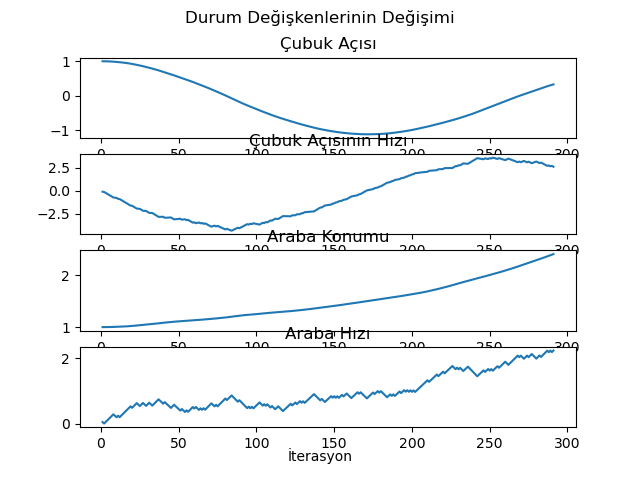 Durum Değişkenlerinin Değişimi
Çubuk Açısı
1
0
−1
0 50 100 150 200 250 300
Çubuk Açısının Hızı
2.5
0.0
−2.5
0 50 100 150 200 250 300
Araba Konumu
2
1
0 50 100 150 200 250 300
Araba Hızı
2
0
0 50 100 150 200 250 300
İterasyon